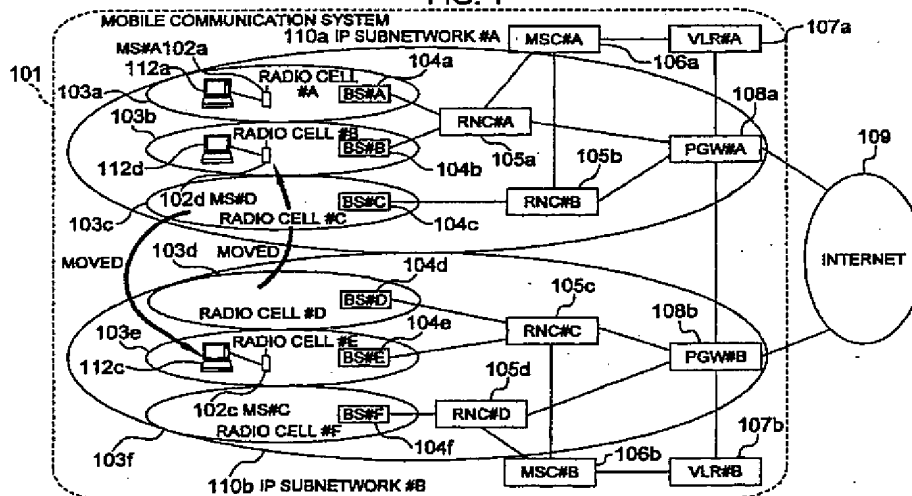 FIG. 1
MOBILE COMMUNICATION SYSTEM
110a IP SUBNETWORK #A
MSC#A
VLR#A
107a
101
MS#A
102a
112a
104a
106a
RADIO CELL
#A
BS#A
103a
103b
RNC#A
108a
RADIO CELL #B
BS#B
105a
105b
PGW#A
109
112d
104b
102d MS#D
BS#C
RNC#B
103c
RADIO CELL #C
104c
MOVED
MOVED
103d
104d
INTERNET
BS#D
105c
RADIO CELL #D
104e
RNC#C
108b
103e
RADIO CELL #E
BS#E
PGW#B
112c
105d
102c MS#C
BS#F
RNC#D
107b
RADIO CELL #F
103f
104f
106b
MSC#B
VLR#B
110b IP SUBNETWORK #B